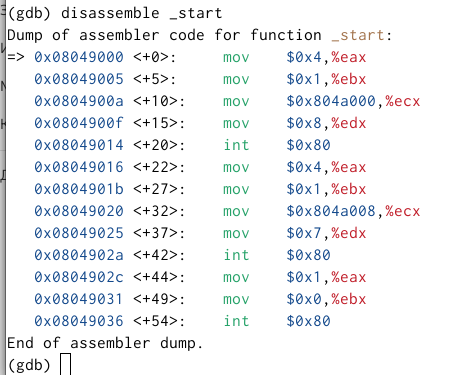 (gdb) disassemble _start
Dump of assembler code for function _start:
=> 0x08049000 <+0>:     mov    $0x4,%eax
   0x08049005 <+5>:     mov    $0x1,%ebx
   0x0804900a <+10>:    mov    $0x804a000,%ecx
   0x0804900f <+15>:    mov    $0x8,%edx
   0x08049014 <+20>:    int    $0x80
   0x08049016 <+22>:    mov    $0x4,%eax
   0x0804901b <+27>:    mov    $0x1,%ebx
   0x08049020 <+32>:    mov    $0x804a008,%ecx
   0x08049025 <+37>:    mov    $0x7,%edx
   0x0804902a <+42>:    int    $0x80
   0x0804902c <+44>:    mov    $0x1,%eax
   0x08049031 <+49>:    mov    $0x0,%ebx
   0x08049036 <+54>:    int    $0x80
End of assembler dump.
(gdb)